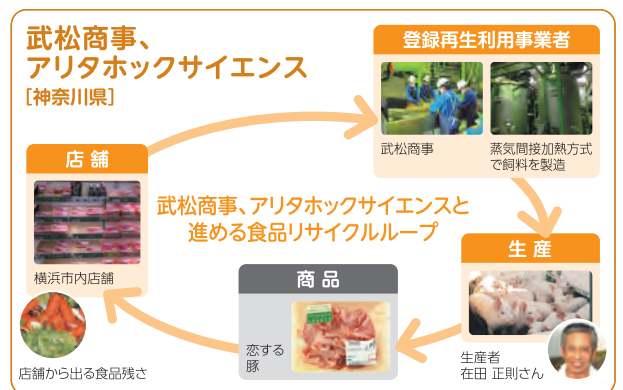 武松商事、
アリタホックサイエンス
[神奈川県]
登録再生利用事業者
武松商事
蒸気間接加熱方式
で飼料を製造
店舗
横浜市内店舗
店舗から出る食品残さ
武松商事、アリタホックサイエンスと
進める食品リサイクルループ
生産
生産者
在田 正則さん
商品
恋する
豚